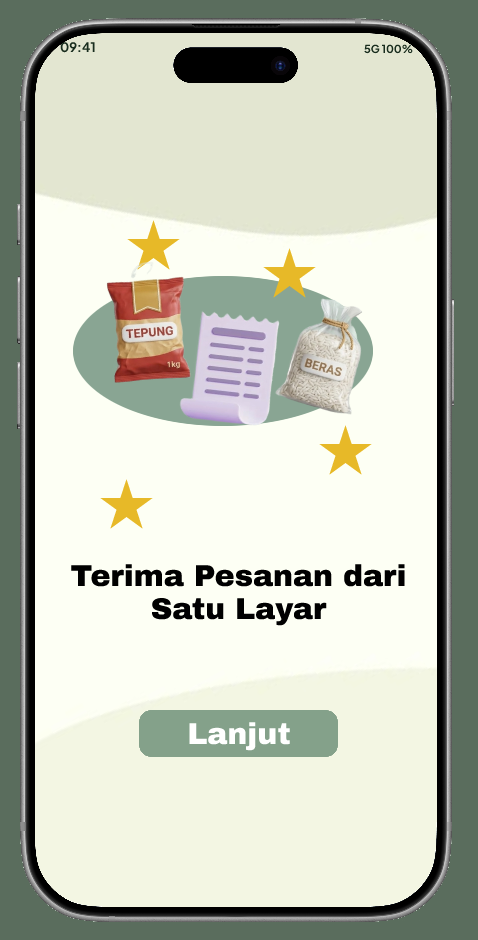 09:41
5G 100%
TEPUNG
1kg
BERAS
Terima Pesanan dari
Satu Layar
Lanjut